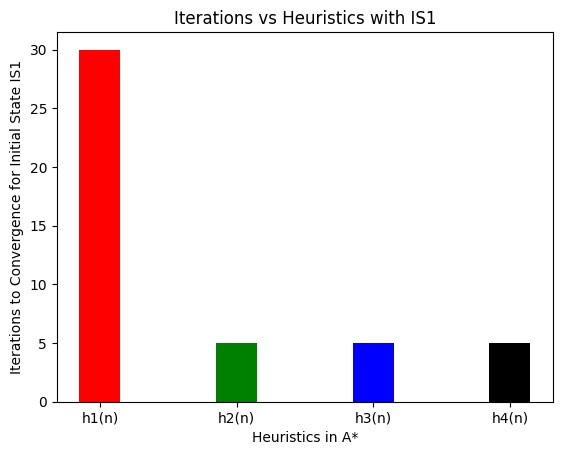 Iterations vs Heuristics with IS1
Iterations to Convergence for Initial State IS1
30
25
20
15
10
5
0
h1(n) h2(n) h3(n) h4(n)
Heuristics in A*